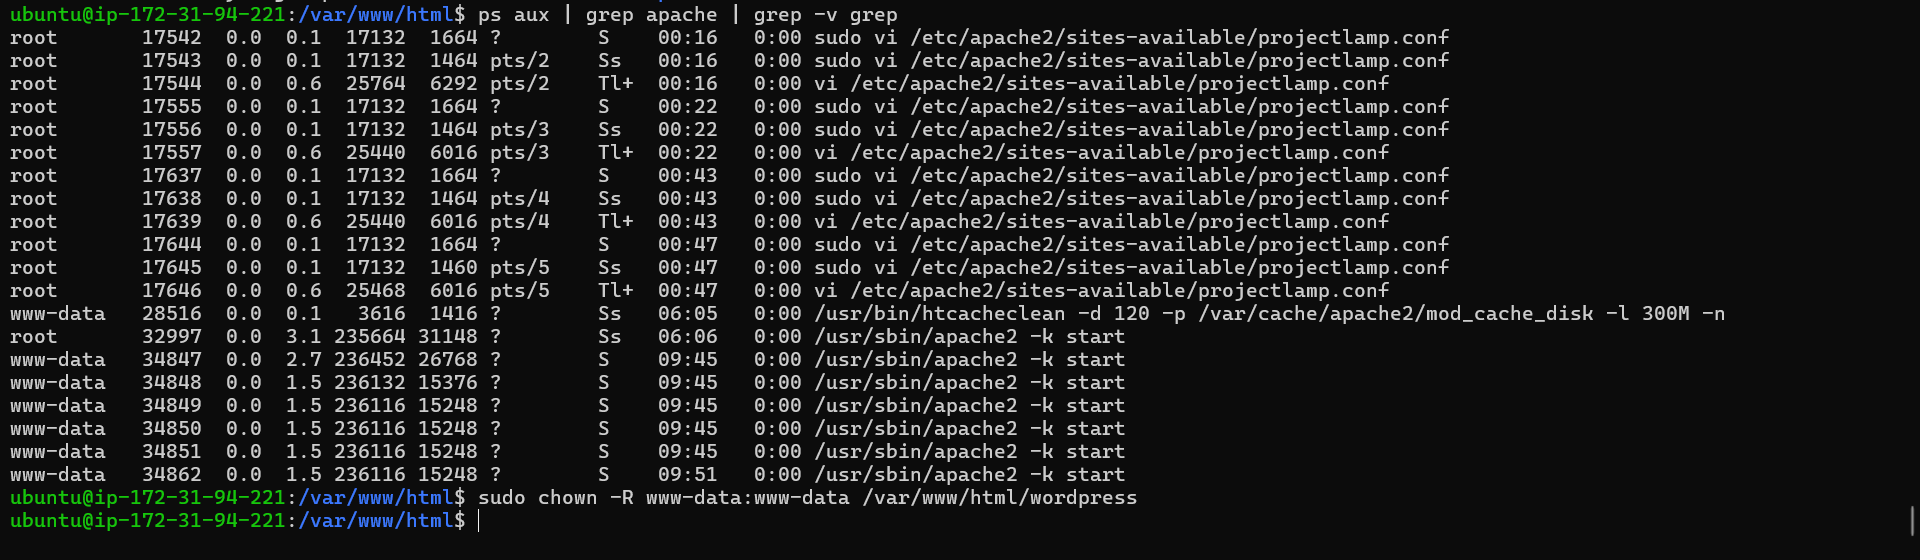 ubuntu@ip-172-31-94-221:/var/www/html$ ps aux | grep apache | grep -v grep
root       17542  0.0  0.1  17132  1664 ?        S    00:16   0:00 sudo vi /etc/apache2/sites-available/projectlamp.conf
root       17543  0.0  0.1  17132  1464 pts/2    Ss   00:16   0:00 sudo vi /etc/apache2/sites-available/projectlamp.conf
root       17544  0.0  0.6  25764  6292 pts/2    Tl+  00:16   0:00 vi /etc/apache2/sites-available/projectlamp.conf
root       17555  0.0  0.1  17132  1664 ?        S    00:22   0:00 sudo vi /etc/apache2/sites-available/projectlamp.conf
root       17556  0.0  0.1  17132  1464 pts/3    Ss   00:22   0:00 sudo vi /etc/apache2/sites-available/projectlamp.conf
root       17557  0.0  0.6  25440  6016 pts/3    Tl+  00:22   0:00 vi /etc/apache2/sites-available/projectlamp.conf
root       17637  0.0  0.1  17132  1664 ?        S    00:43   0:00 sudo vi /etc/apache2/sites-available/projectlamp.conf
root       17638  0.0  0.1  17132  1464 pts/4    Ss   00:43   0:00 sudo vi /etc/apache2/sites-available/projectlamp.conf
root       17639  0.0  0.6  25440  6016 pts/4    Tl+  00:43   0:00 vi /etc/apache2/sites-available/projectlamp.conf
root       17644  0.0  0.1  17132  1664 ?        S    00:47   0:00 sudo vi /etc/apache2/sites-available/projectlamp.conf
root       17645  0.0  0.1  17132  1460 pts/5    Ss   00:47   0:00 sudo vi /etc/apache2/sites-available/projectlamp.conf
root       17646  0.0  0.6  25468  6016 pts/5    Tl+  00:47   0:00 vi /etc/apache2/sites-available/projectlamp.conf
www-data   28516  0.0  0.1   3616  1416 ?        Ss   06:05   0:00 /usr/bin/htcacheclean -d 120 -p /var/cache/apache2/mod_cache_disk -l 300M -n
root       32997  0.0  3.1 235664 31148 ?        Ss   06:06   0:00 /usr/sbin/apache2 -k start
www-data   34847  0.0  2.7 236452 26768 ?        S    09:45   0:00 /usr/sbin/apache2 -k start
www-data   34848  0.0  1.5 236132 15376 ?        S    09:45   0:00 /usr/sbin/apache2 -k start
www-data   34849  0.0  1.5 236116 15248 ?        S    09:45   0:00 /usr/sbin/apache2 -k start
www-data   34850  0.0  1.5 236116 15248 ?        S    09:45   0:00 /usr/sbin/apache2 -k start
www-data   34851  0.0  1.5 236116 15248 ?        S    09:45   0:00 /usr/sbin/apache2 -k start
www-data   34862  0.0  1.5 236116 15248 ?        S    09:51   0:00 /usr/sbin/apache2 -k start
ubuntu@ip-172-31-94-221:/var/www/html$ sudo chown -R www-data:www-data /var/www/html/wordpress
ubuntu@ip-172-31-94-221:/var/www/html$